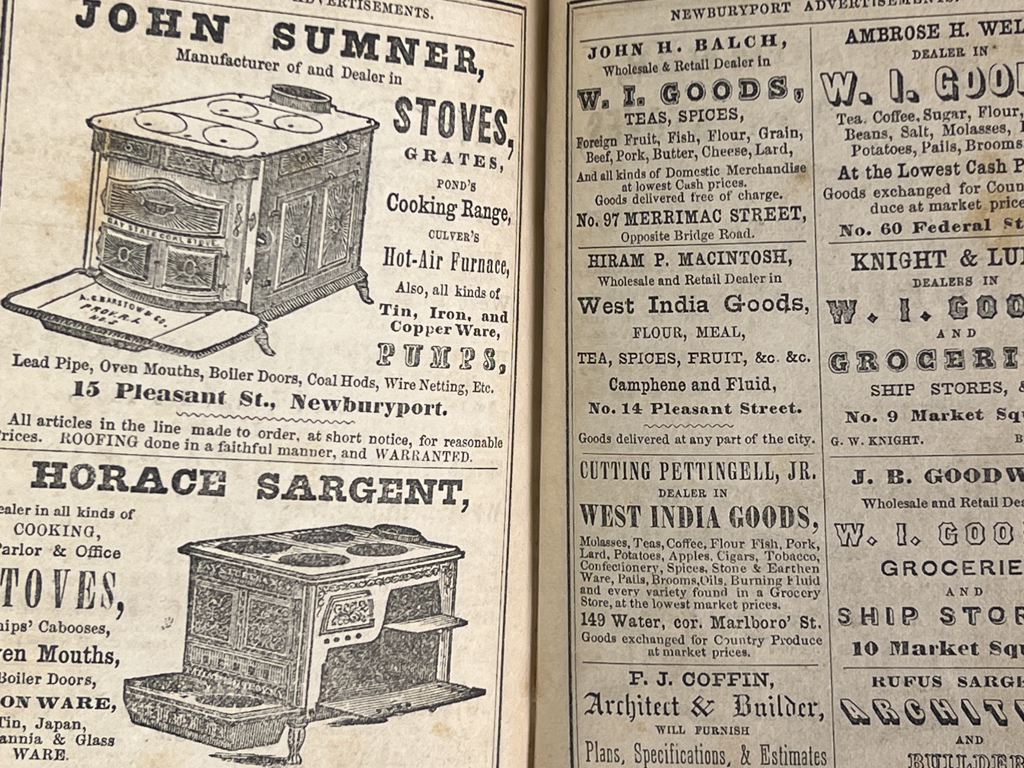 ADVERTISEMENTS.
JOHN SUMNER,
Manufacturer of and Dealer in
STOVES,
GRATES,
POND'S
Cooking Range,
CULVER'S
Hot-Air Furnace,
Also, all kinds of
Tin, Iron, and
Copper Ware,
PUMPS,
BAY STATE COAL STOVE
A.C. BARSTOW & CO.
PROV. R.I.
Lead Pipe, Oven Mouths, Boiler Doors, Coal Hods, Wire Netting, Etc.
15 Pleasant St., Newburyport.
All articles in the line made to order, at short notice, for reasonable
Prices. ROOFING done in a faithful manner, and WARRANTED.
HORACE SARGENT,
ealer in all kinds of
COOKING,
Parlor & Office
TOVES,
hips' Cabooses,
ven Mouths,
Boiler Doors,
ON WARE,
Tin, Japan,
annia & Glass
WARE.
NEWBURYPORT ADVERTISEMENTS.
JOHN H. BALCH,
Wholesale & Retail Dealer in
W. I. GOODS,
TEAS, SPICES,
Foreign Fruit, Fish, Flour, Grain,
Beef, Pork, Butter, Cheese, Lard,
And all kinds of Domestic Merchandise
at lowest Cash prices.
Goods delivered free of charge.
No. 97 MERRIMAC STREET,
Opposite Bridge Road.
HIRAM P. MACINTOSH,
Wholesale and Retail Dealer in
West India Goods,
FLOUR, MEAL,
TEA, SPICES, FRUIT, &c. &c.
Camphene and Fluid,
No. 14 Pleasant Street.
Goods delivered at any part of the city.
CUTTING PETTINGELL, JR.
DEALER IN
WEST INDIA GOODS,
Molasses, Teas, Coffee, Flour Fish, Pork,
Lard, Potatoes, Apples, Cigars, Tobacco,
Confectionery, Spices, Stone & Earthen
Ware, Pails, Brooms, Oils, Burning Fluid
and every variety found in a Grocery
Store, at the lowest market prices.
149 Water, cor. Marlboro' St.
Goods exchanged for Country Produce
at market prices.
F. J. COFFIN,
Architect & Builder,
WILL FURNISH
Plans, Specifications, & Estimates
AMBROSE H. WEL
DEALER IN
W. I. GOO
Tea, Coffee, Sugar, Flour,
Beans, Salt, Molasses,
Potatoes, Pails, Brooms
At the Lowest Cash P
Goods exchanged for Coun
duce at market price
No. 60 Federal St
KNIGHT & LU
DEALERS IN
W. I. GOO
AND
GROCERI
SHIP STORES, &
No. 9 Market Squ
G. W. KNIGHT. B
J. B. GOODW
Wholesale and Retail Dea
W. I. GOO
GROCERIE
AND
SHIP STOR
10 Market Squ
RUFUS SARGE
ARCHITE
AND
BUILDER